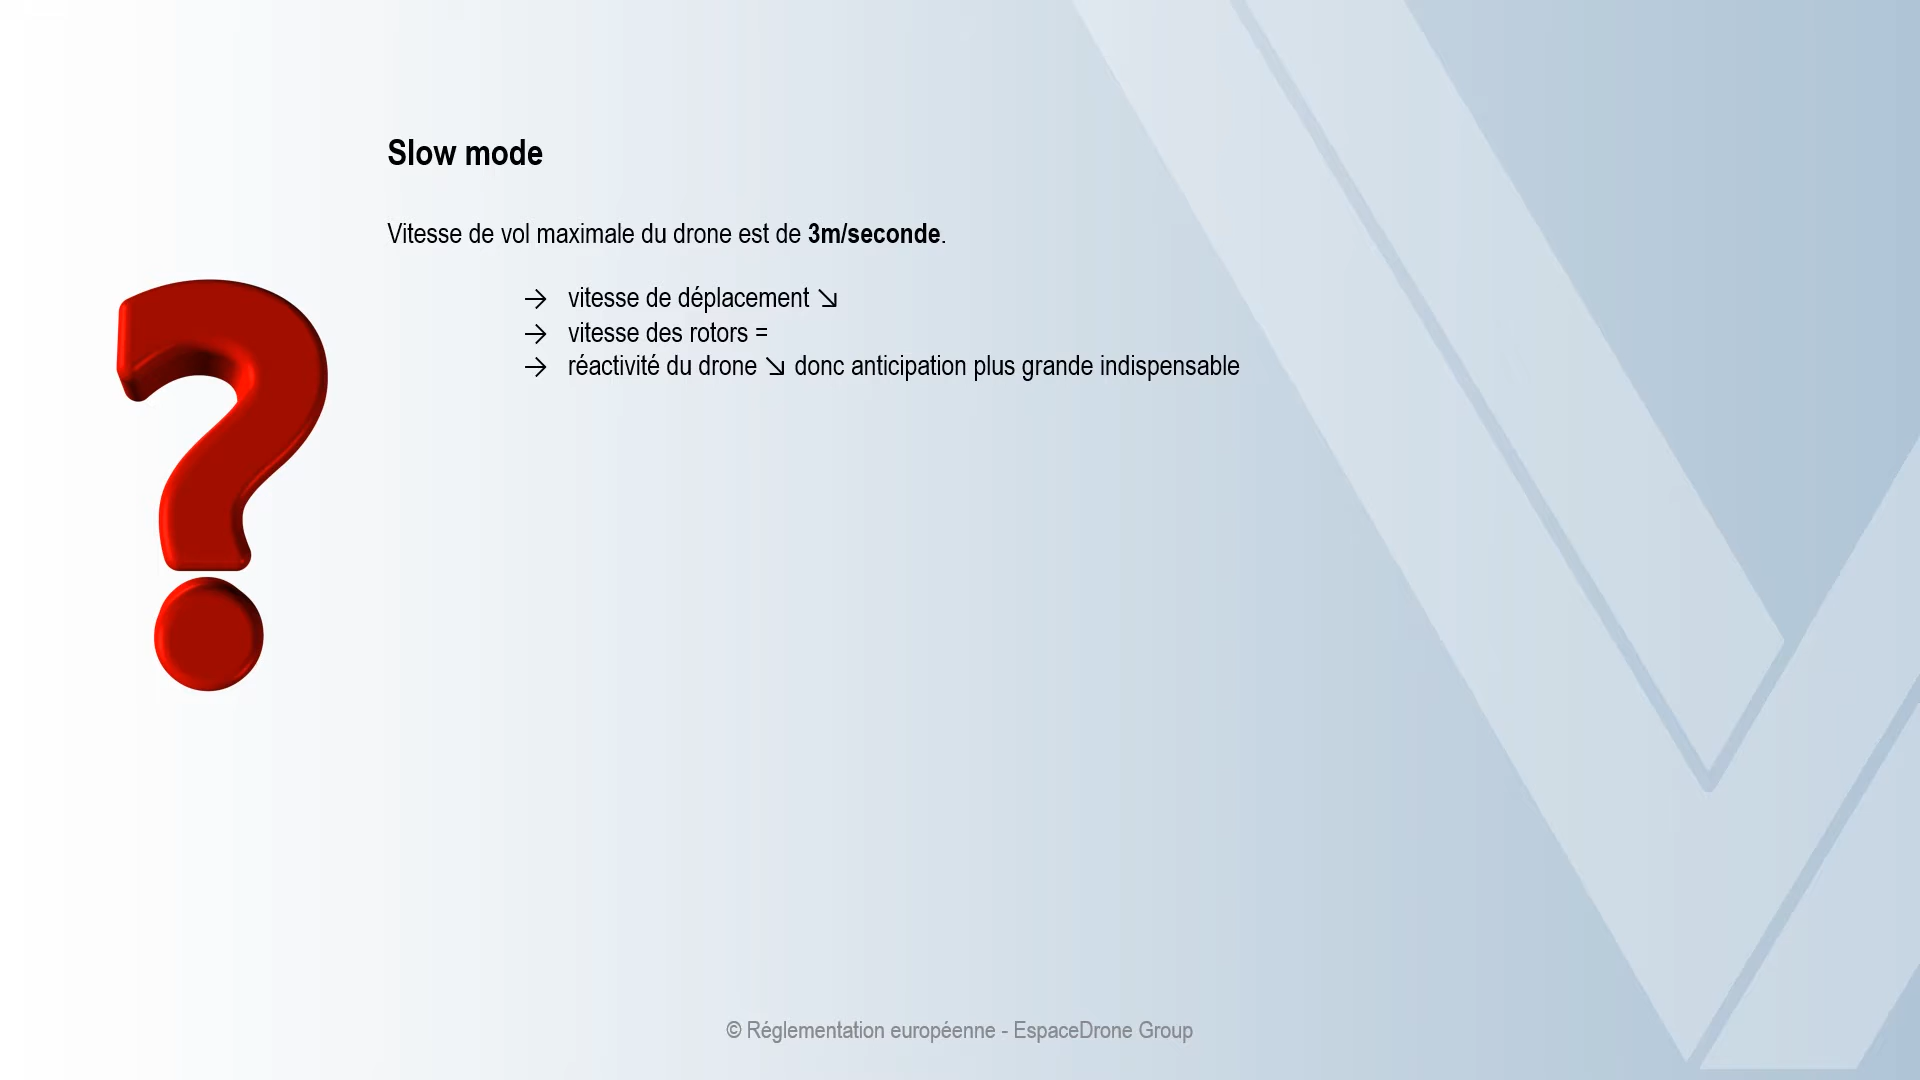 Slow mode
Vitesse de vol maximale du drone est de 3m/seconde.
→ vitesse de déplacement ↘
→ vitesse des rotors =
→ réactivité du drone ↘ donc anticipation plus grande indispensable
?
© Réglementation européenne - EspaceDrone Group